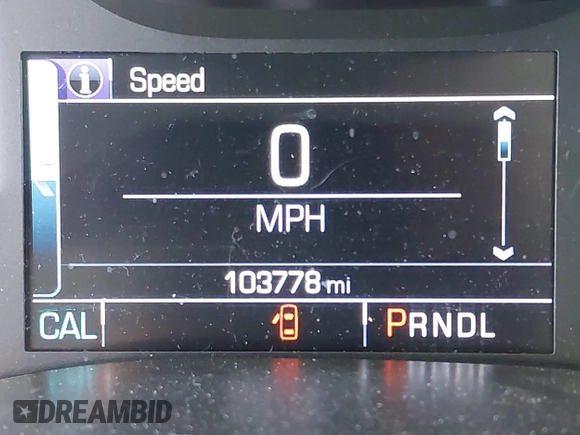 i Speed
0
MPH
103778 mi
CAL PRNDL
DREAMBID